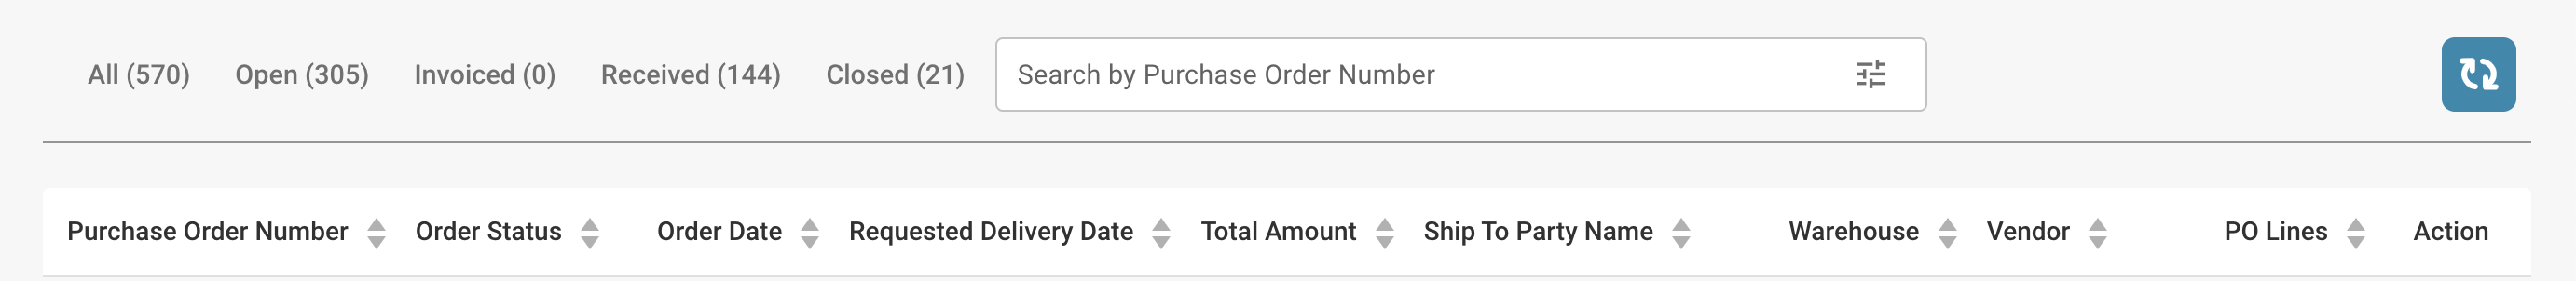 All (570) Open (305) Invoiced (0) Received (144) Closed (21) Search by Purchase Order Number
Purchase Order Number Order Status Order Date Requested Delivery Date Total Amount Ship To Party Name Warehouse Vendor PO Lines Action